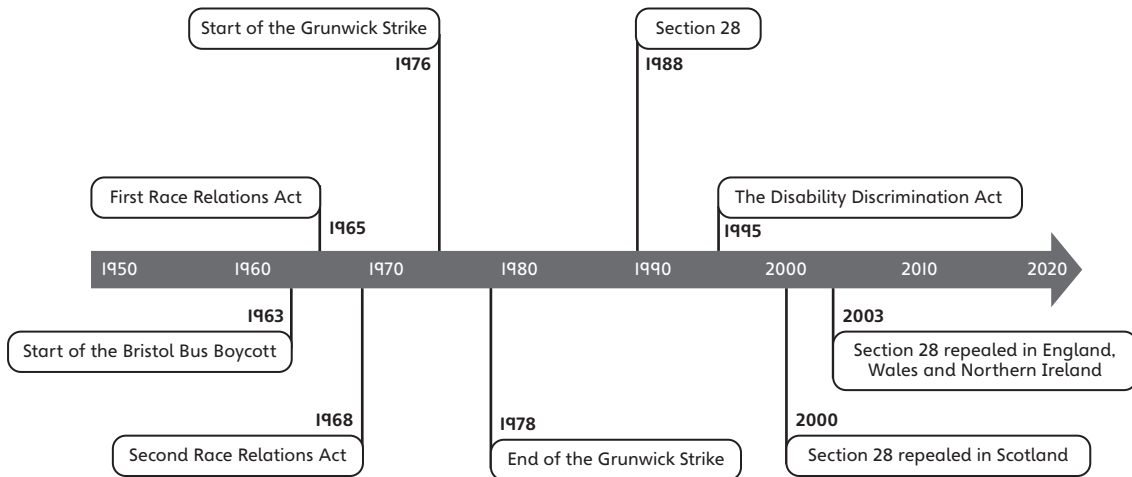 Start of the Grunwick Strike
1976
Section 28
1988
First Race Relations Act
1965
The Disability Discrimination Act
1995
1950 1960 1970 1980 1990 2000 2010 2020
1963
Start of the Bristol Bus Boycott
2003
Section 28 repealed in England,
Wales and Northern Ireland
1968
Second Race Relations Act
1978
End of the Grunwick Strike
2000
Section 28 repealed in Scotland